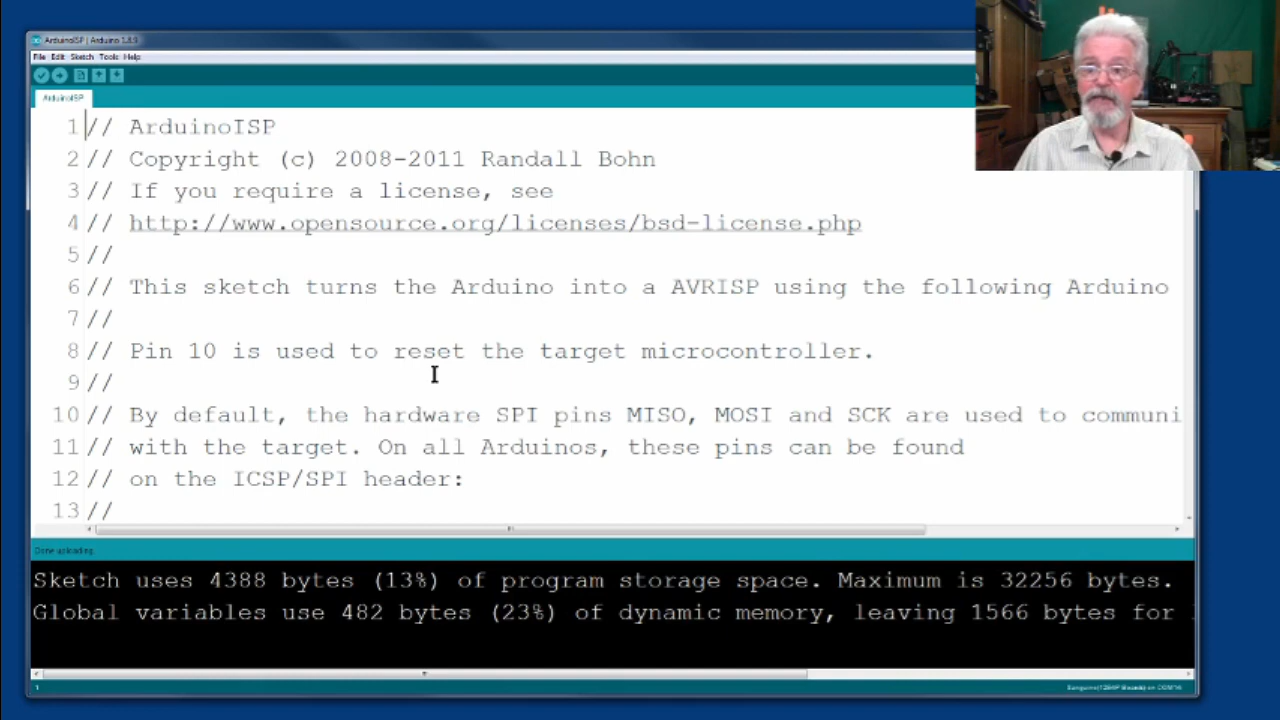 ArduinoISP | Arduino 1.8.9
File Edit Sketch Tools Help
ArduinoISP
1 // ArduinoISP
2 // Copyright (c) 2008-2011 Randall Bohn
3 // If you require a license, see
4 // http://www.opensource.org/licenses/bsd-license.php
5 //
6 // This sketch turns the Arduino into a AVRISP using the following Arduino
7 //
8 // Pin 10 is used to reset the target microcontroller.
9 //
10 // By default, the hardware SPI pins MISO, MOSI and SCK are used to communi
11 // with the target. On all Arduinos, these pins can be found
12 // on the ICSP/SPI header:
13 //
Done uploading.
Sketch uses 4388 bytes (13%) of program storage space. Maximum is 32256 bytes.
Global variables use 482 bytes (23%) of dynamic memory, leaving 1566 bytes for
1
on COM16